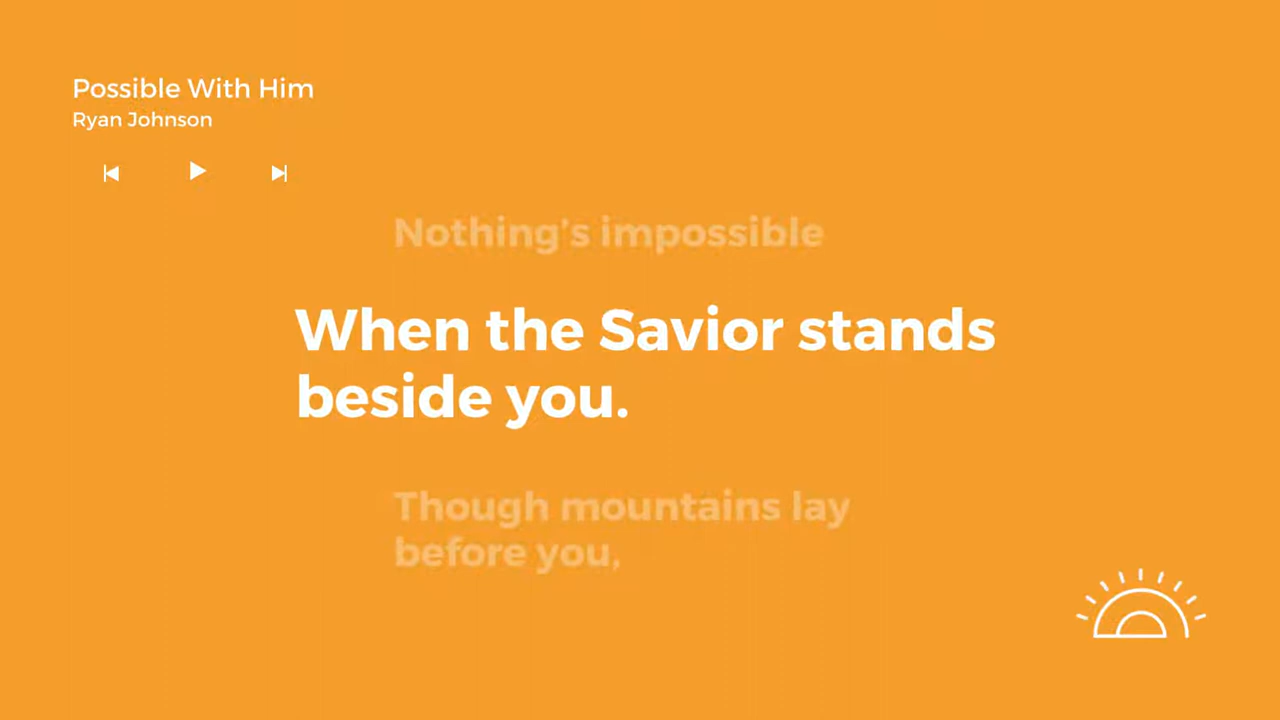 Possible With Him
Ryan Johnson
Nothing's impossible
When the Savior stands
beside you.
Though mountains lay
before you,